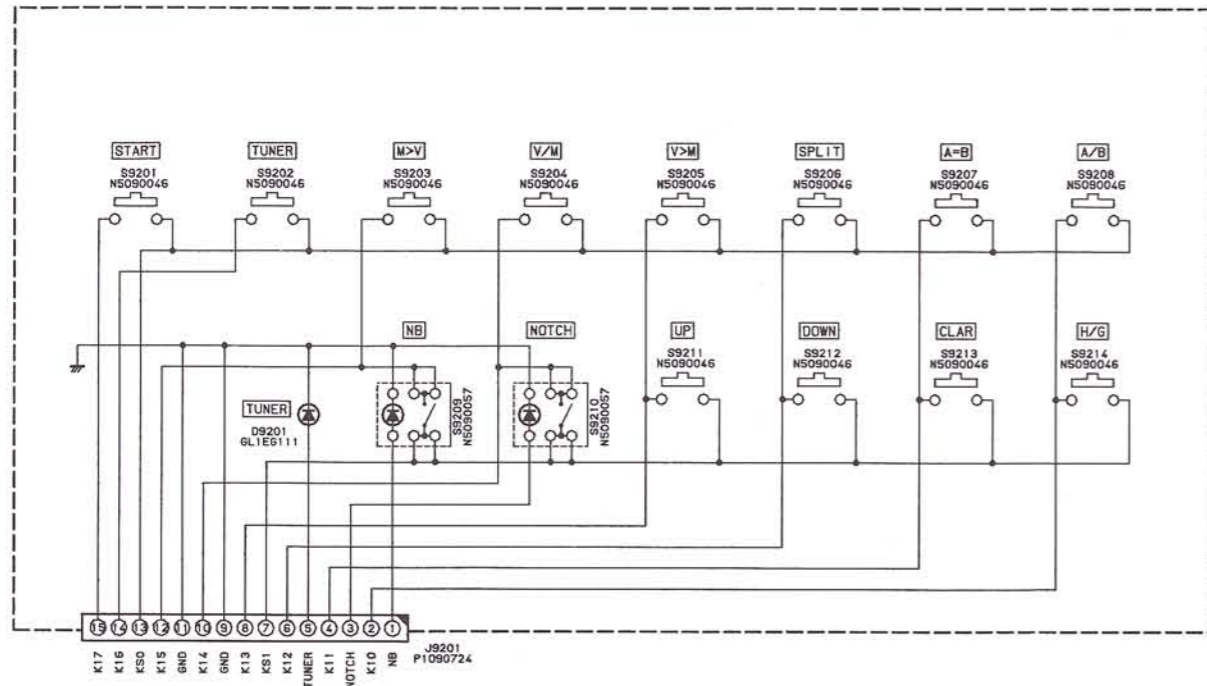 START
S9201
N5090046
TUNER
S9202
N5090046
M>V
S9203
N5090046
V/M
S9204
N5090046
V>M
S9205
N5090046
SPLIT
S9206
N5090046
A=B
S9207
N5090046
A/B
S9208
N5090046
NB
S9209
N5090057
NOTCH
S9210
N5090057
UP
S9211
N5090046
DOWN
S9212
N5090046
CLAR
S9213
N5090046
H/G
S9214
N5090046
TUNER
D9201
GL1EG111
15 14 13 12 11 10 9 8 7 6 5 4 3 2 1
J9201
P1090724
K17
K16
KS0
K15
GND
K14
GND
K13
KS1
K12
TUNER
K11
NOTCH
K10
NB